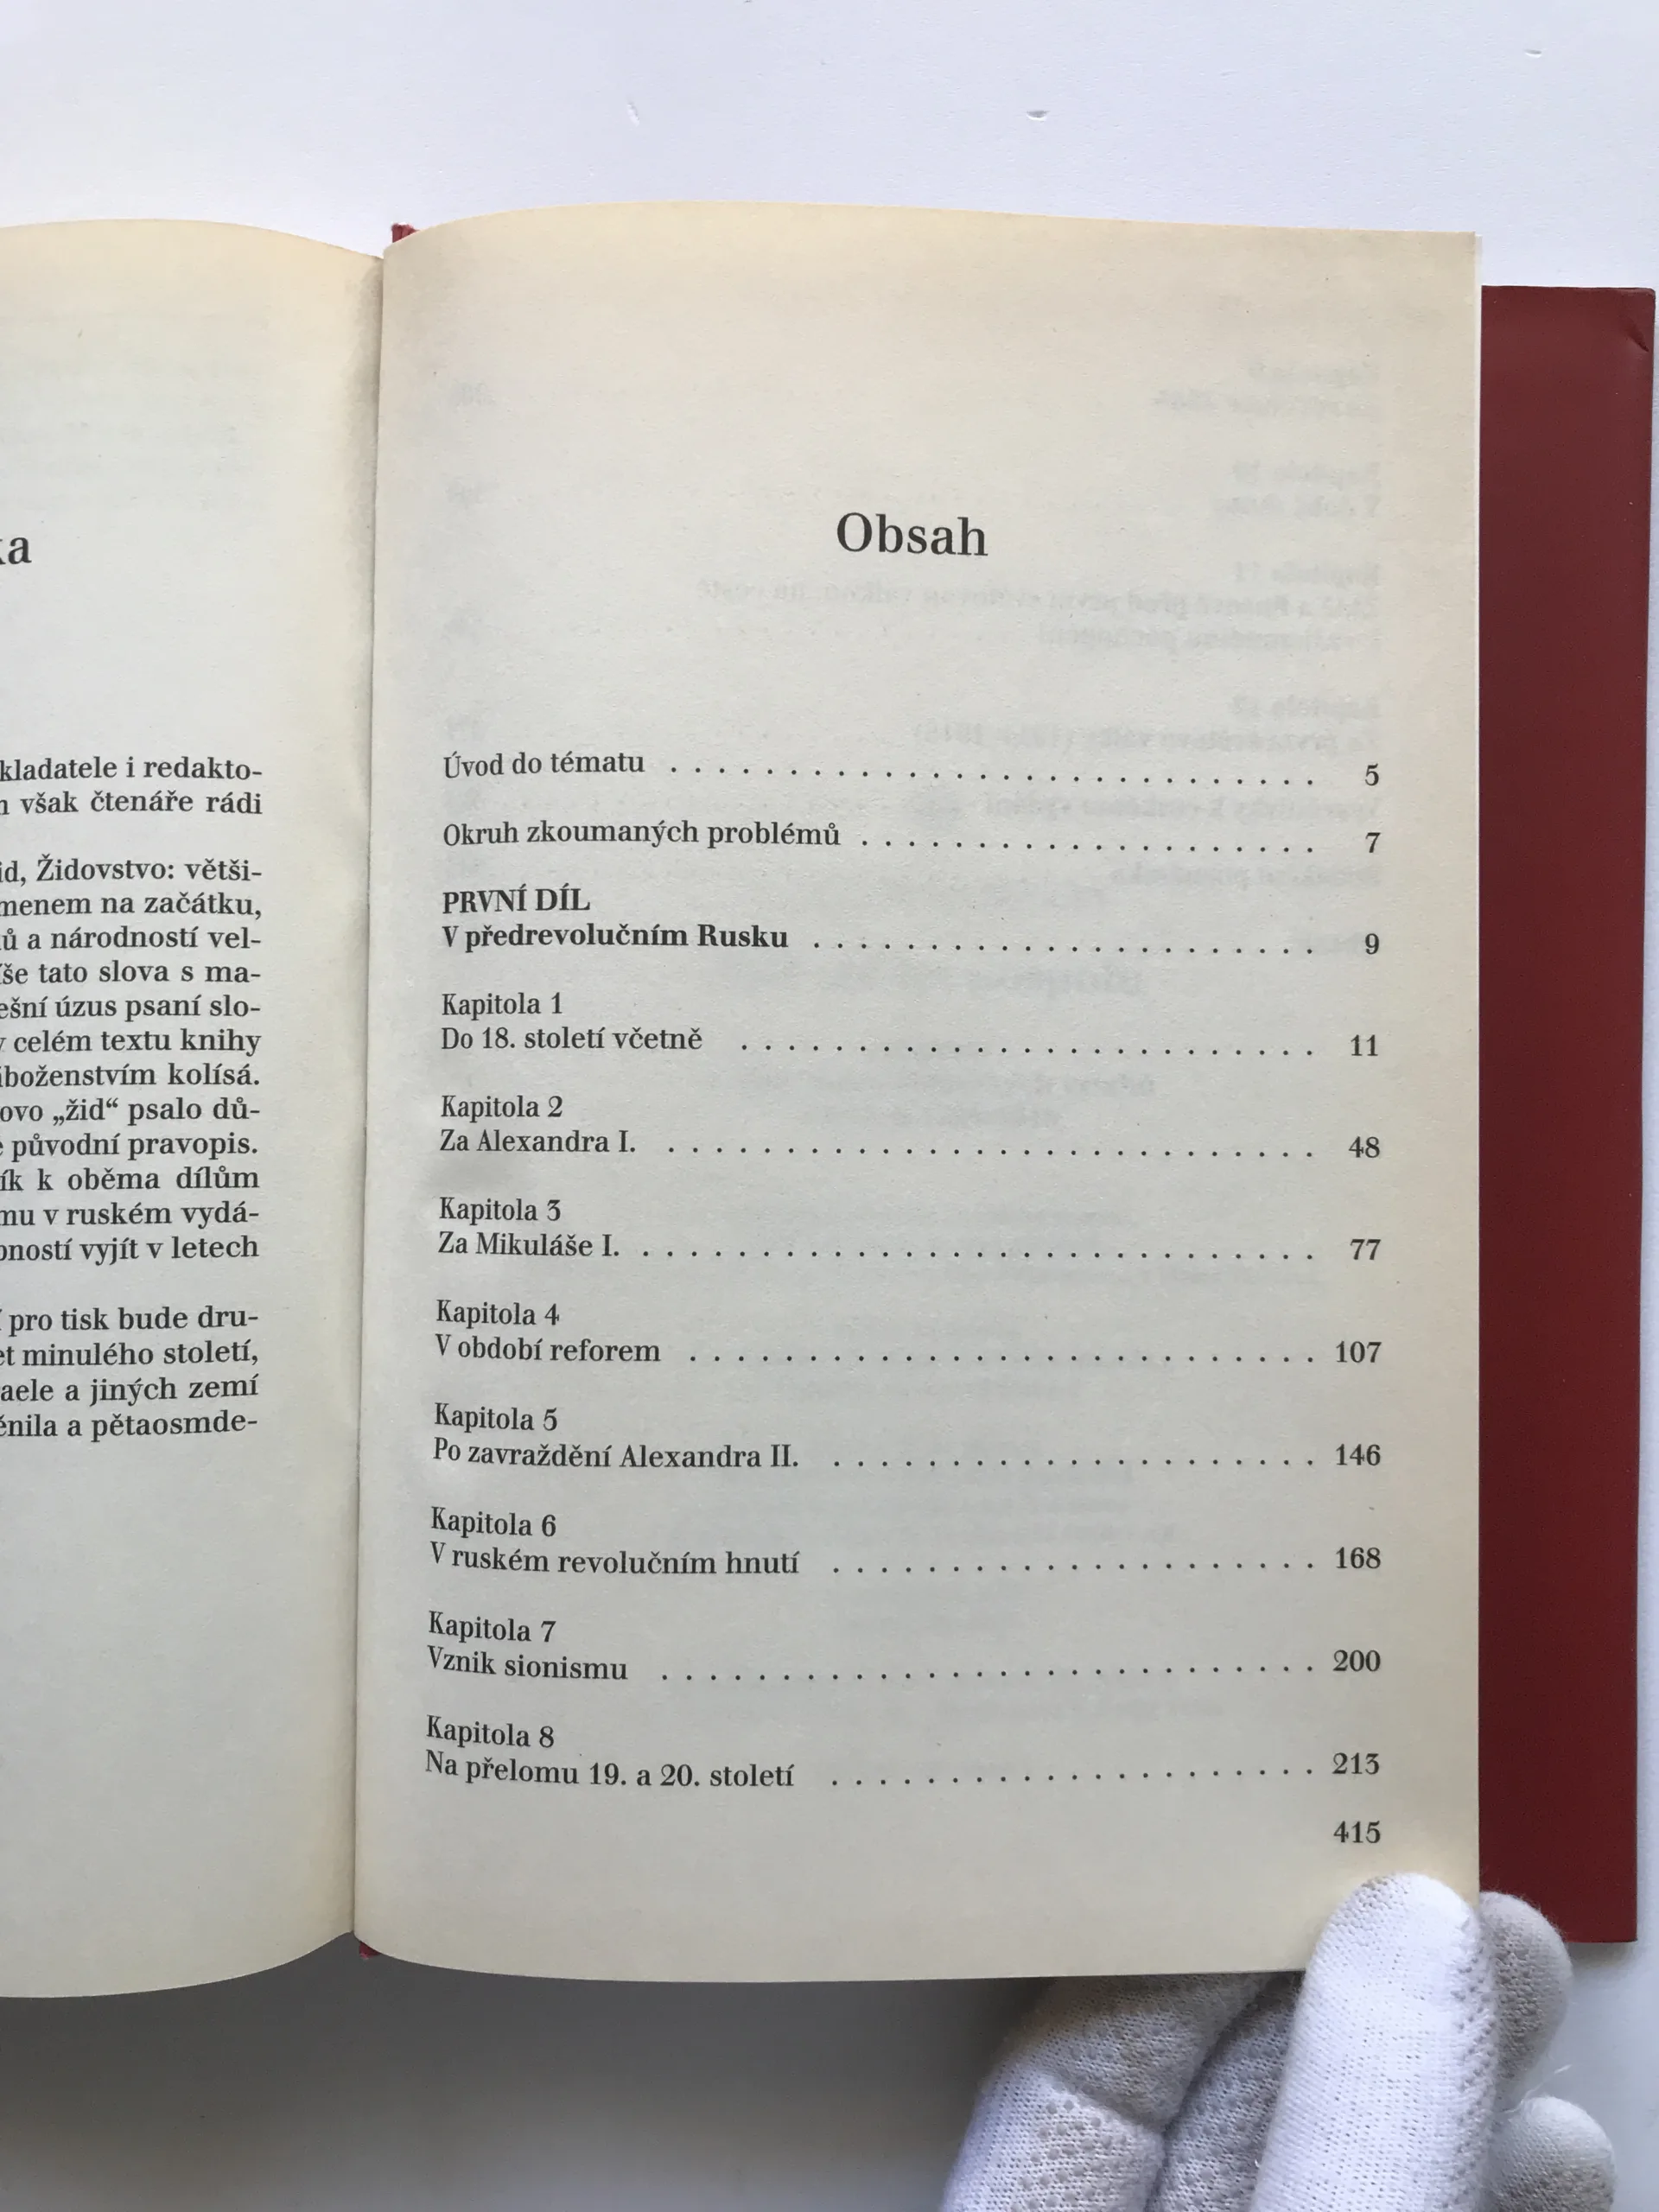 kladatele i redakto-
však čtenáře rádi
Židovstvo: větši-
menem na začátku,
ů a národností vel-
íše tato slova s ma-
ešní úzus psaní slo-
celém textu knihy
kolísá.
ovo „žid“ psalo dů-
původní pravopis.
ík k oběma dílům
mu v ruském vydá-
vyjít v letech
pro tisk bude dru-
et minulého století,
aele a jiných zemí
ěnila a pětaosmde-
Obsah
Úvod do tématu . . . . . . . . . . . . . . . . . . . . . . . . . . . . 5
Okruh zkoumaných problémů . . . . . . . . . . . . . . . . . . . . 7
PRVNÍ DÍL
V předrevolučním Rusku . . . . . . . . . . . . . . . . . . . . . . 9
Kapitola 1
Do 18. století včetně . . . . . . . . . . . . . . . . . . . . . . . . . 11
Kapitola 2
Za Alexandra I. . . . . . . . . . . . . . . . . . . . . . . . . . . . . . 48
Kapitola 3
Za Mikuláše I. . . . . . . . . . . . . . . . . . . . . . . . . . . . . . . 77
Kapitola 4
V období reforem . . . . . . . . . . . . . . . . . . . . . . . . . . . 107
Kapitola 5
Po zavraždění Alexandra II. . . . . . . . . . . . . . . . . . . . . . 146
Kapitola 6
V ruském revolučním hnutí . . . . . . . . . . . . . . . . . . . . . 168
Kapitola 7
Vznik sionismu . . . . . . . . . . . . . . . . . . . . . . . . . . . . 200
Kapitola 8
Na přelomu 19. a 20. století . . . . . . . . . . . . . . . . . . . . . 213
415